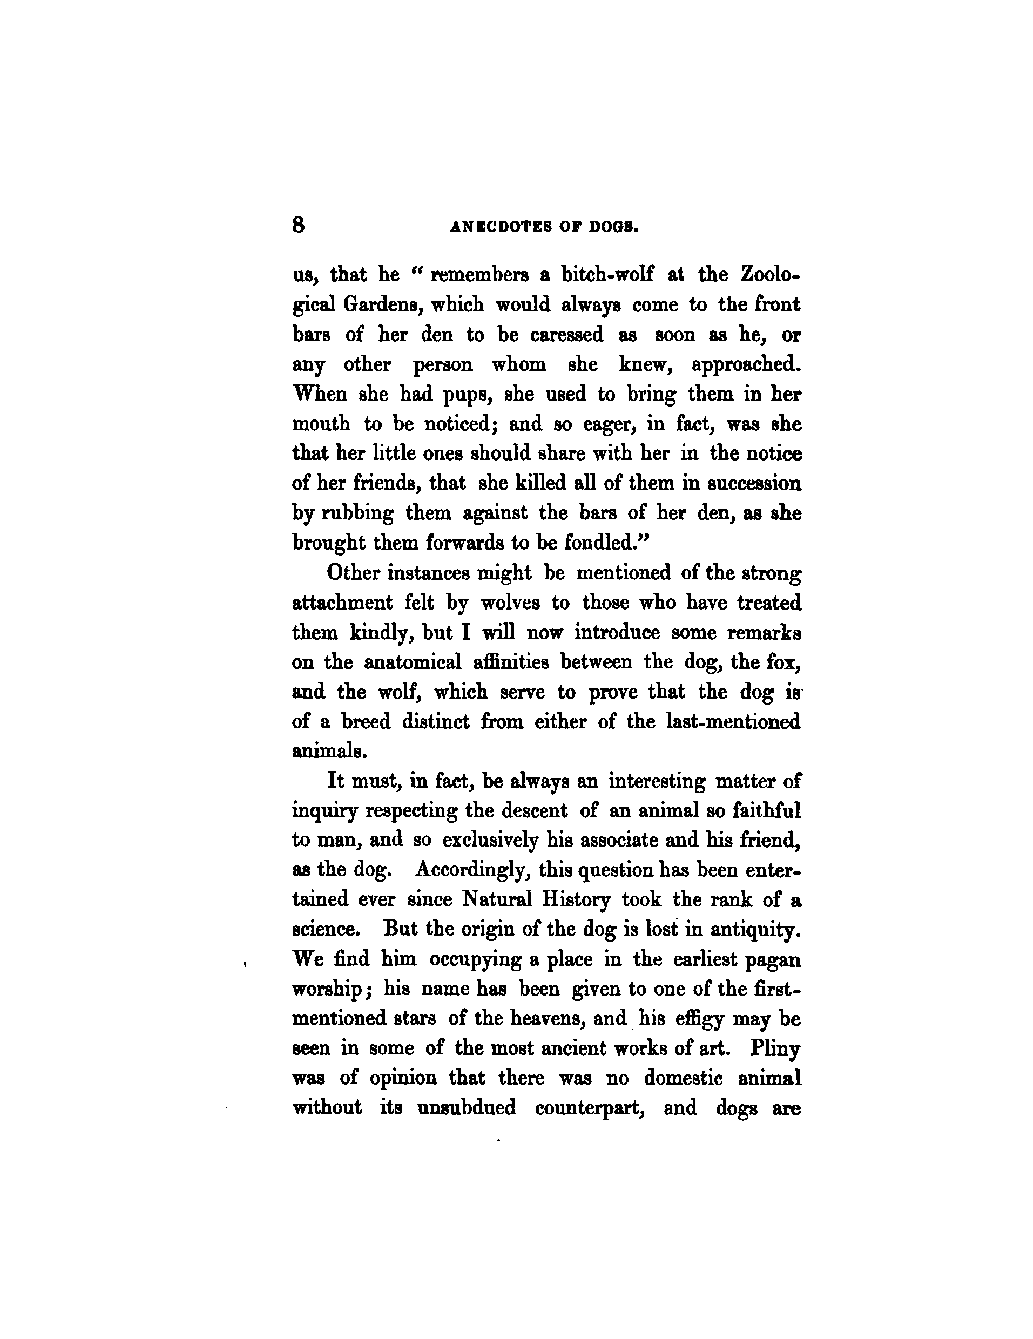 8 ANECDOTES OF DOGS.
us, that he “ remembers a bitch-wolf at the Zoolo-
gical Gardens, which would always come to the front
bars of her den to be caressed as soon as he, or
any other person whom she knew, approached.
When she had pups, she used to bring them in her
mouth to be noticed; and so eager, in fact, was she
that her little ones should share with her in the notice
of her friends, that she killed all of them in succession
by rubbing them against the bars of her den, as she
brought them forwards to be fondled.”
Other instances might be mentioned of the strong
attachment felt by wolves to those who have treated
them kindly, but I will now introduce some remarks
on the anatomical affinities between the dog, the fox,
and the wolf, which serve to prove that the dog is
of a breed distinct from either of the last-mentioned
animals.
It must, in fact, be always an interesting matter of
inquiry respecting the descent of an animal so faithful
to man, and so exclusively his associate and his friend,
as the dog. Accordingly, this question has been enter-
tained ever since Natural History took the rank of a
science. But the origin of the dog is lost in antiquity.
We find him occupying a place in the earliest pagan
worship; his name has been given to one of the first-
mentioned stars of the heavens, and his effigy may be
seen in some of the most ancient works of art. Pliny
was of opinion that there was no domestic animal
without its unsubdued counterpart, and dogs are